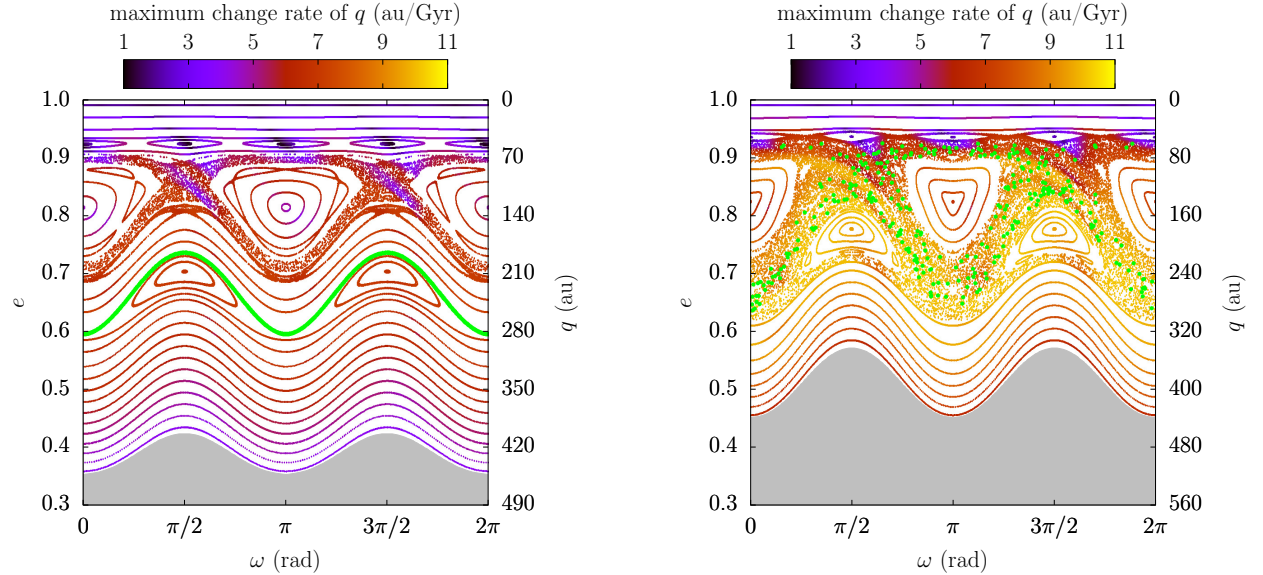 maximum change rate of q (au/Gyr)
1 3 5 7 9 11
1.0
0.9
0.8
0.7
0.6
0.5
0.4
0.3
e
0
70
140
210
280
350
420
490
q (au)
0 π/2 π 3π/2 2π
ω (rad)
maximum change rate of q (au/Gyr)
1 3 5 7 9 11
1.0
0.9
0.8
0.7
0.6
0.5
0.4
0.3
e
0
80
160
240
320
400
480
560
q (au)
0 π/2 π 3π/2 2π
ω (rad)